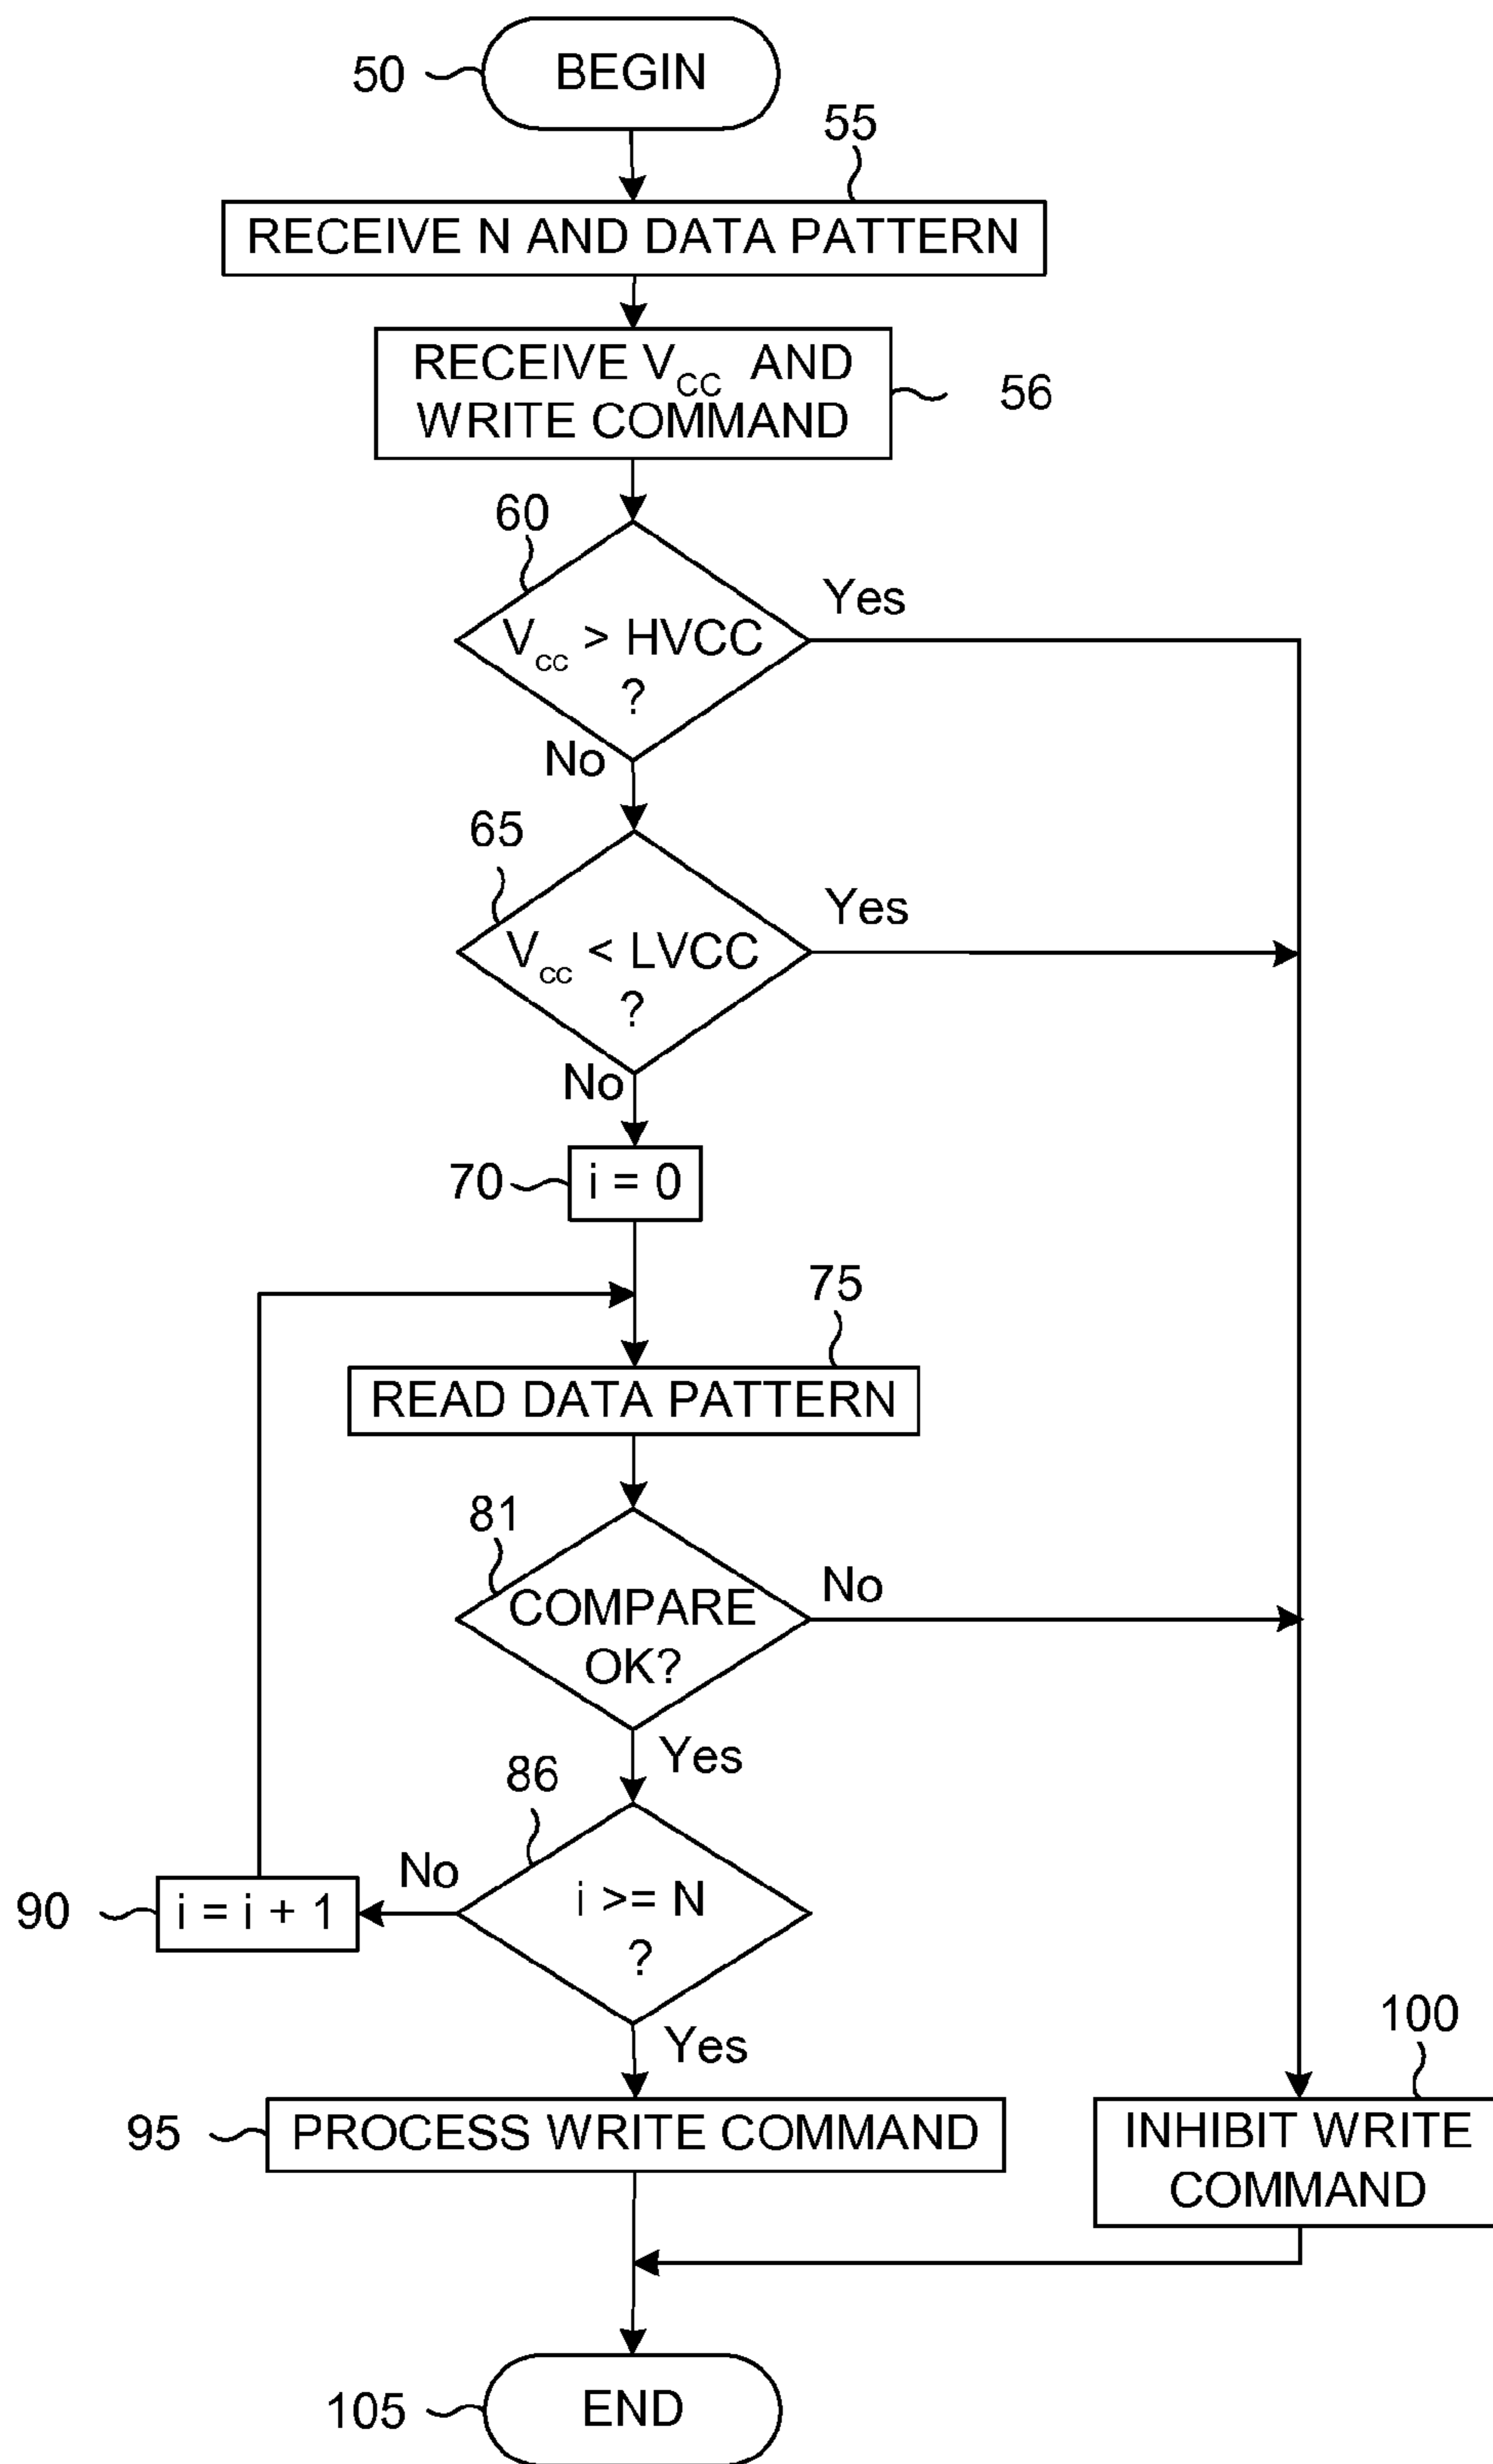 50
BEGIN
55
RECEIVE N AND DATA PATTERN
RECEIVE VCC AND
WRITE COMMAND
56
60
Yes
Vcc > HVCC
?
No
65
Yes
Vcc < LVCC
?
No
70
i = 0
75
READ DATA PATTERN
81
No
COMPARE
OK?
Yes
86
No
i >= N
?
90
i = i + 1
Yes
100
95
PROCESS WRITE COMMAND
INHIBIT WRITE
COMMAND
105
END